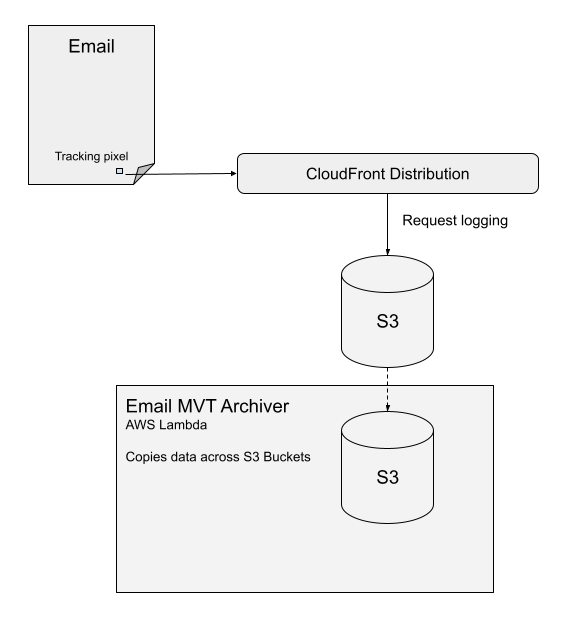 Email
Tracking pixel
CloudFront Distribution
Request logging
S3
Email MVT Archiver
AWS Lambda
Copies data across S3 Buckets
S3